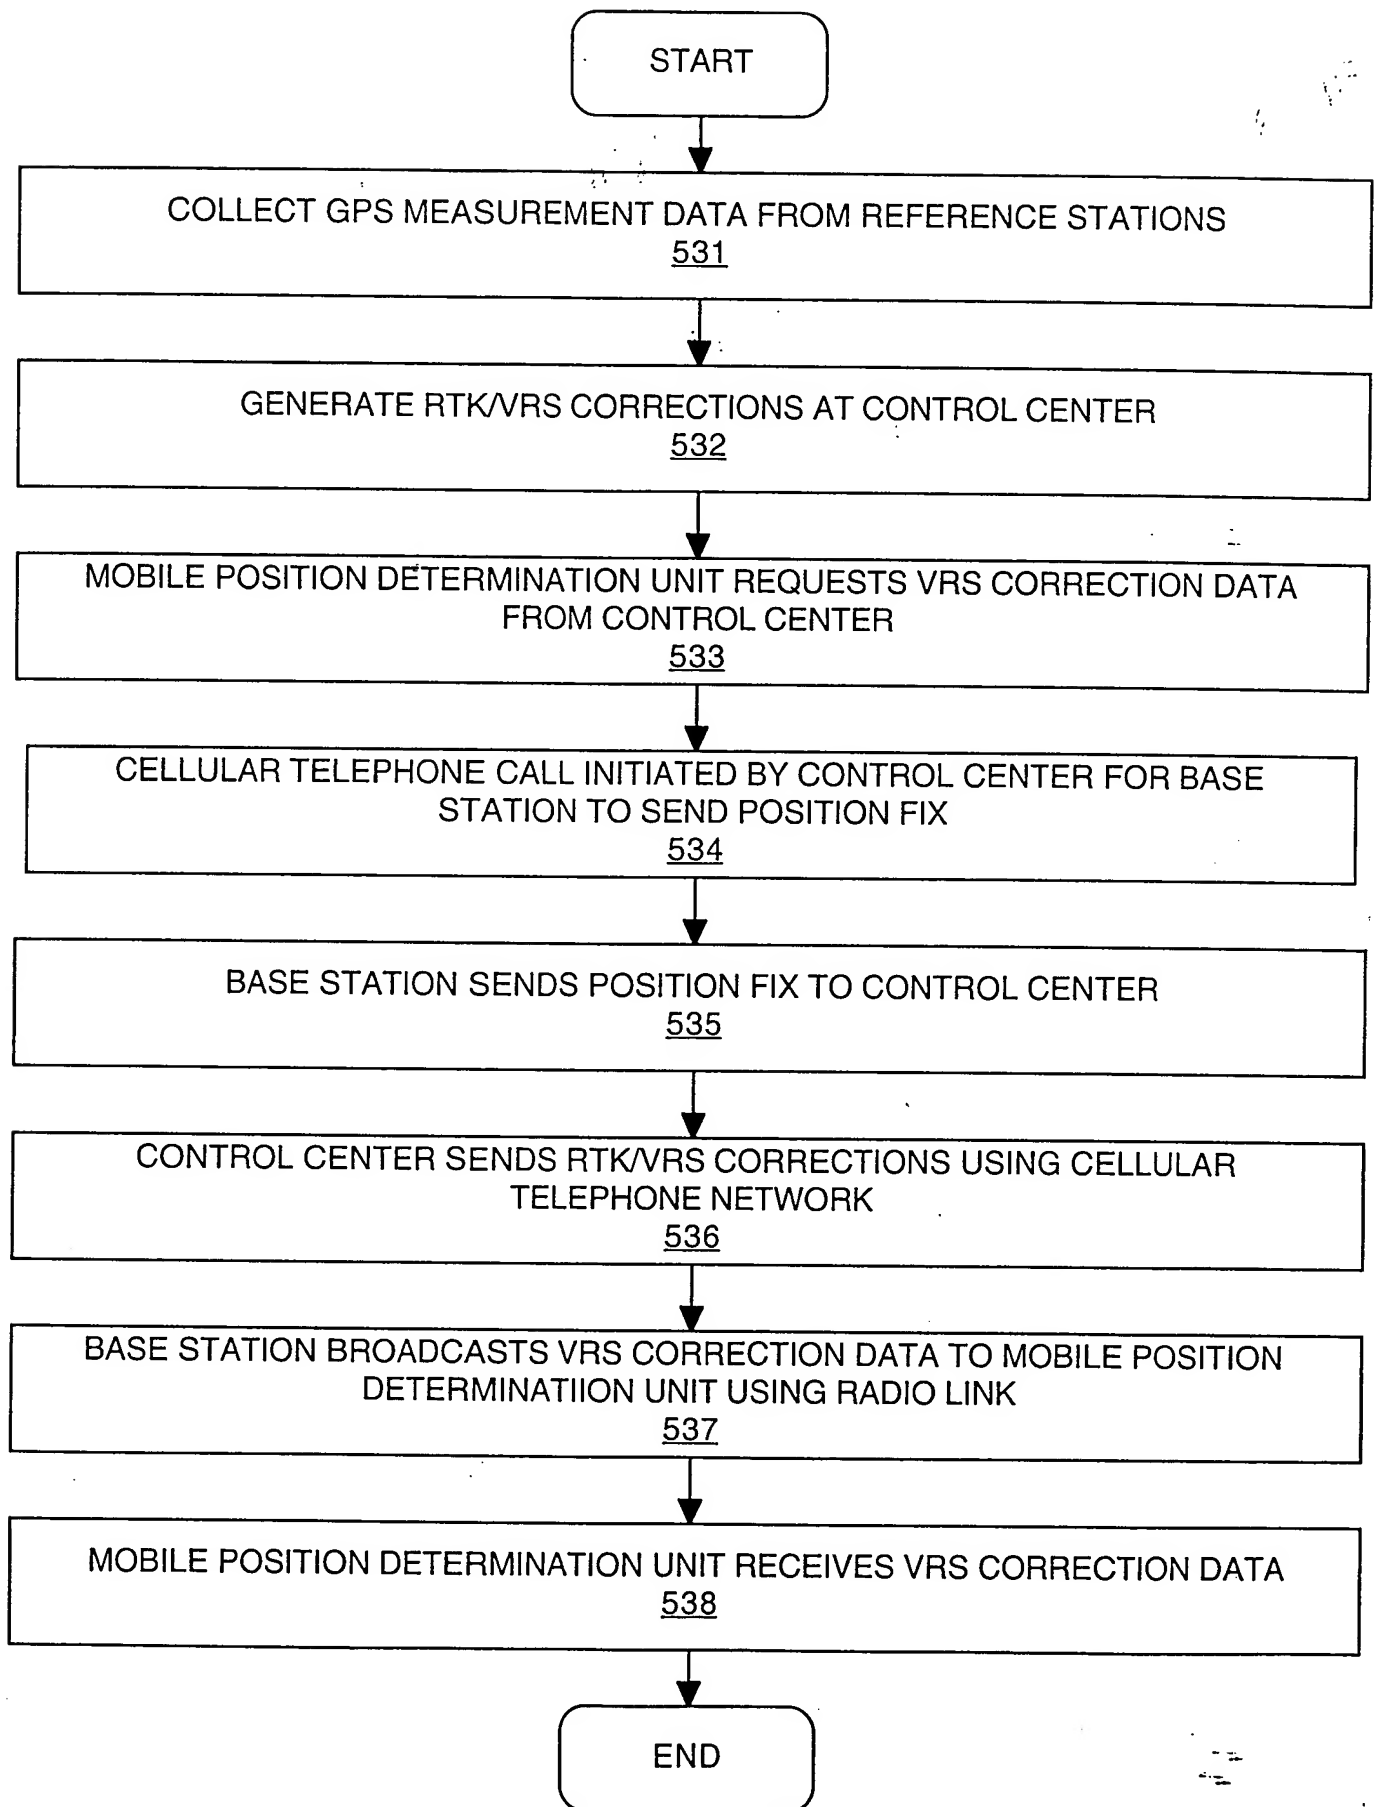 START
COLLECT GPS MEASUREMENT DATA FROM REFERENCE STATIONS
531
GENERATE RTK/VRS CORRECTIONS AT CONTROL CENTER
532
MOBILE POSITION DETERMINATION UNIT REQUESTS VRS CORRECTION DATA
FROM CONTROL CENTER
533
CELLULAR TELEPHONE CALL INITIATED BY CONTROL CENTER FOR BASE
STATION TO SEND POSITION FIX
534
BASE STATION SENDS POSITION FIX TO CONTROL CENTER
535
CONTROL CENTER SENDS RTK/VRS CORRECTIONS USING CELLULAR
TELEPHONE NETWORK
536
BASE STATION BROADCASTS VRS CORRECTION DATA TO MOBILE POSITION
DETERMINATIION UNIT USING RADIO LINK
537
MOBILE POSITION DETERMINATION UNIT RECEIVES VRS CORRECTION DATA
538
END